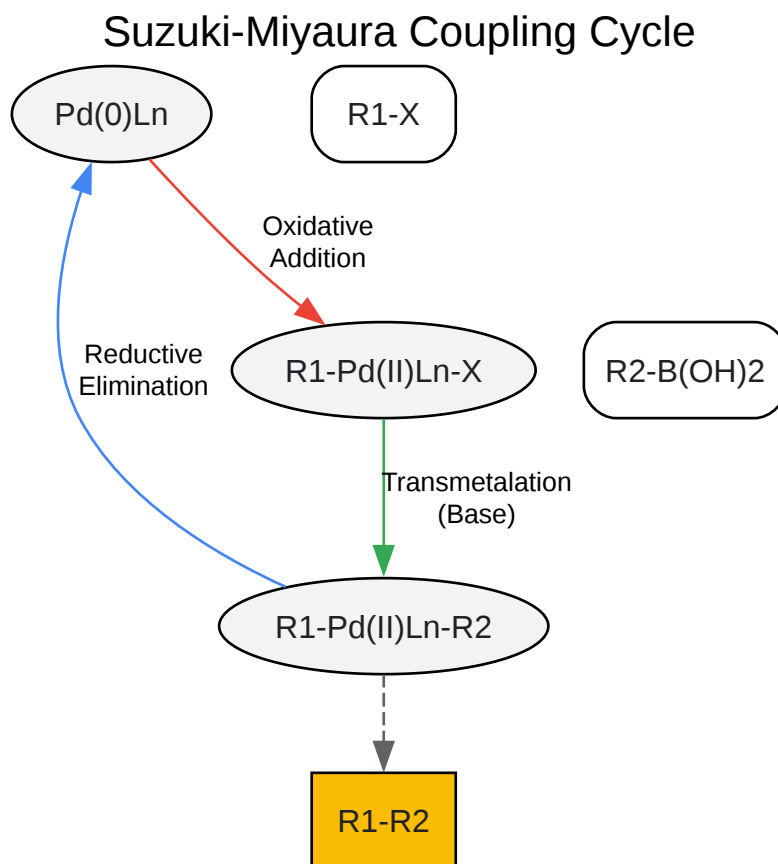 Suzuki-Miyaura Coupling Cycle
Pd(0)Ln
R1-X
Oxidative
Addition
Reductive
Elimination
R1-Pd(II)Ln-X
R2-B(OH)2
Transmetalation
(Base)
R1-Pd(II)Ln-R2
R1-R2